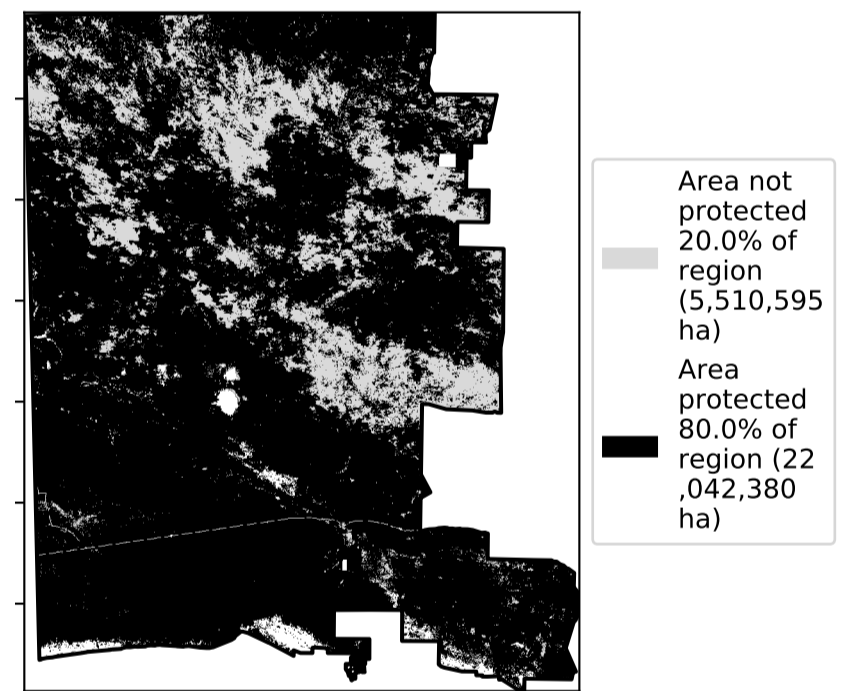 Area not
protected
20.0% of
region
(5,510,595
ha)
Area
protected
80.0% of
region (22
,042,380
ha)